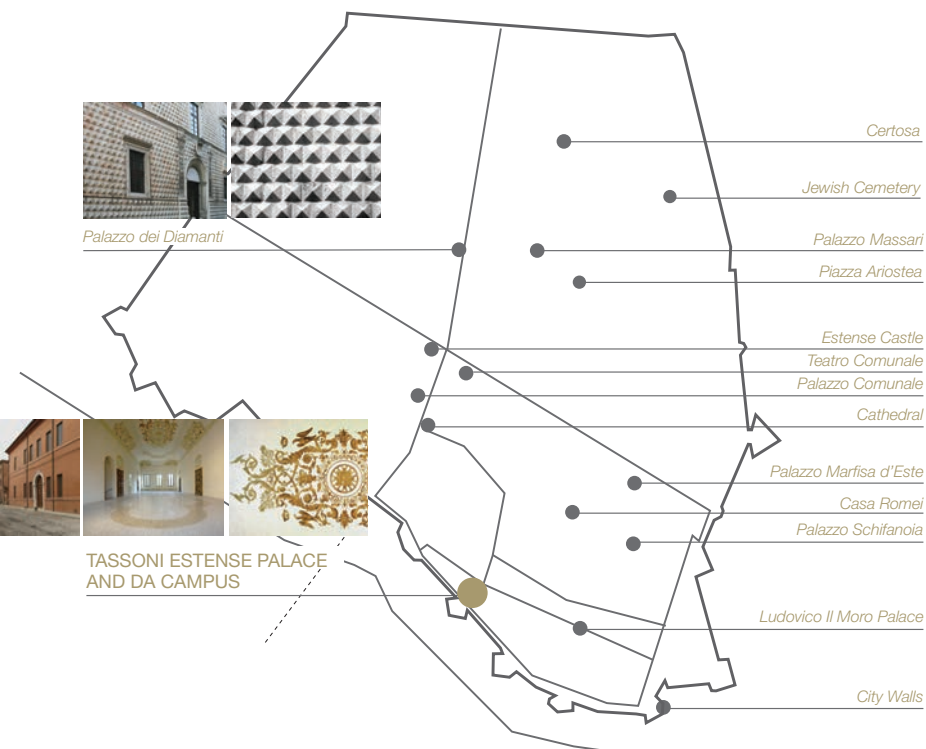 Certosa
Jewish Cemetery
Palazzo dei Diamanti
Palazzo Massari
Piazza Ariostea
Estense Castle
Teatro Comunale
Palazzo Comunale
Cathedral
Palazzo Marfisa d'Este
Casa Romei
Palazzo Schifanoia
TASSONI ESTENSE PALACE
AND DA CAMPUS
Ludovico Il Moro Palace
City Walls